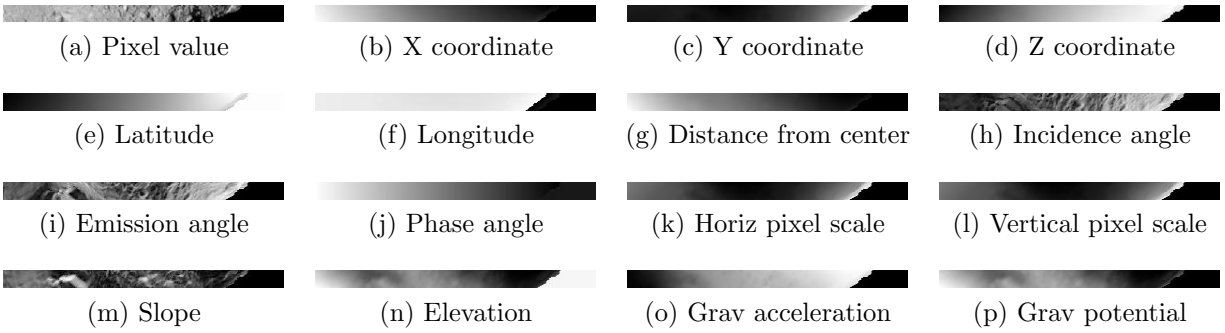 (a) Pixel value
(b) X coordinate
(c) Y coordinate
(d) Z coordinate
(e) Latitude
(f) Longitude
(g) Distance from center
(h) Incidence angle
(i) Emission angle
(j) Phase angle
(k) Horiz pixel scale
(l) Vertical pixel scale
(m) Slope
(n) Elevation
(o) Grav acceleration
(p) Grav potential